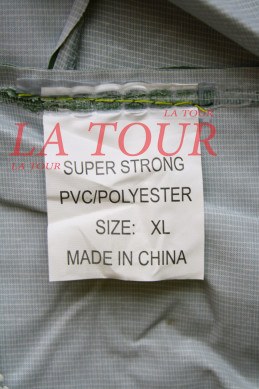 LA TOUR
LA TOUR
LA TOUR
SUPER STRONG
PVC/POLYESTER
SIZE: XL
MADE IN CHINA